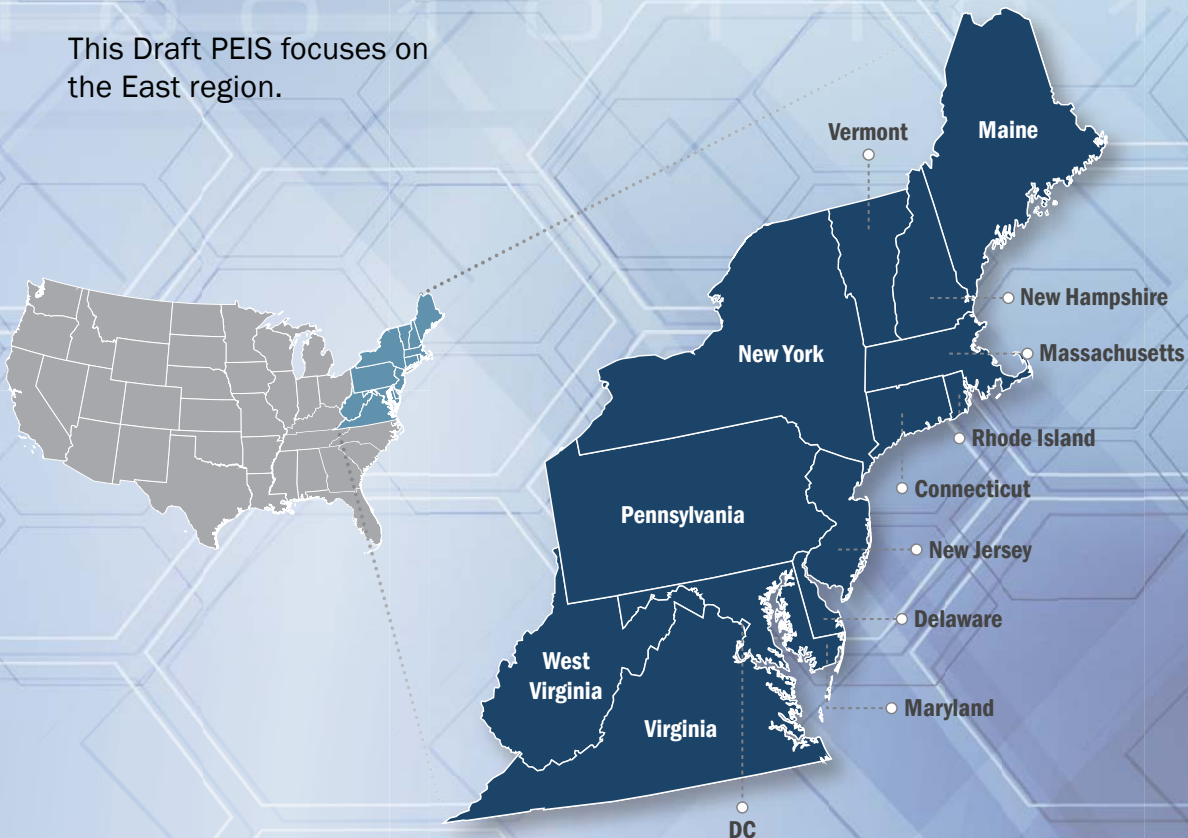 This Draft PEIS focuses on
the East region.
Vermont
Maine
New Hampshire
New York
Massachusetts
Rhode Island
Connecticut
Pennsylvania
New Jersey
Delaware
West
Virginia
Maryland
Virginia
DC